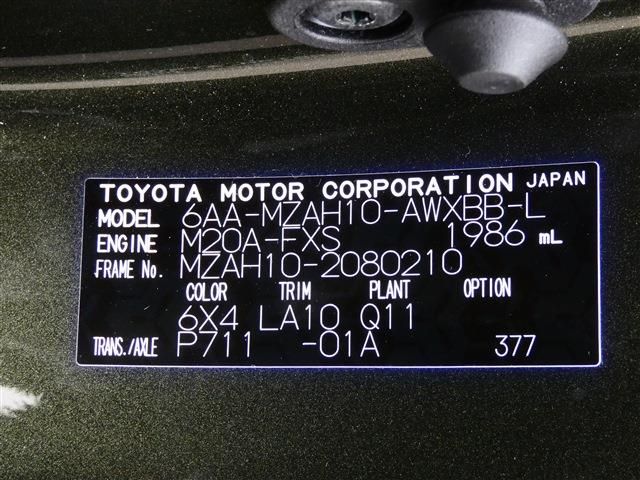 TOYOTA MOTOR CORPORATION JAPAN
MODEL 6AA-MZAH10-AWXBB-L
ENGINE M20A-FXS 1986 mL
FRAME No. MZAH10-2080210
COLOR TRIM PLANT OPTION
6X4 LA10 Q11
TRANS./AXLE P711 -01A 377